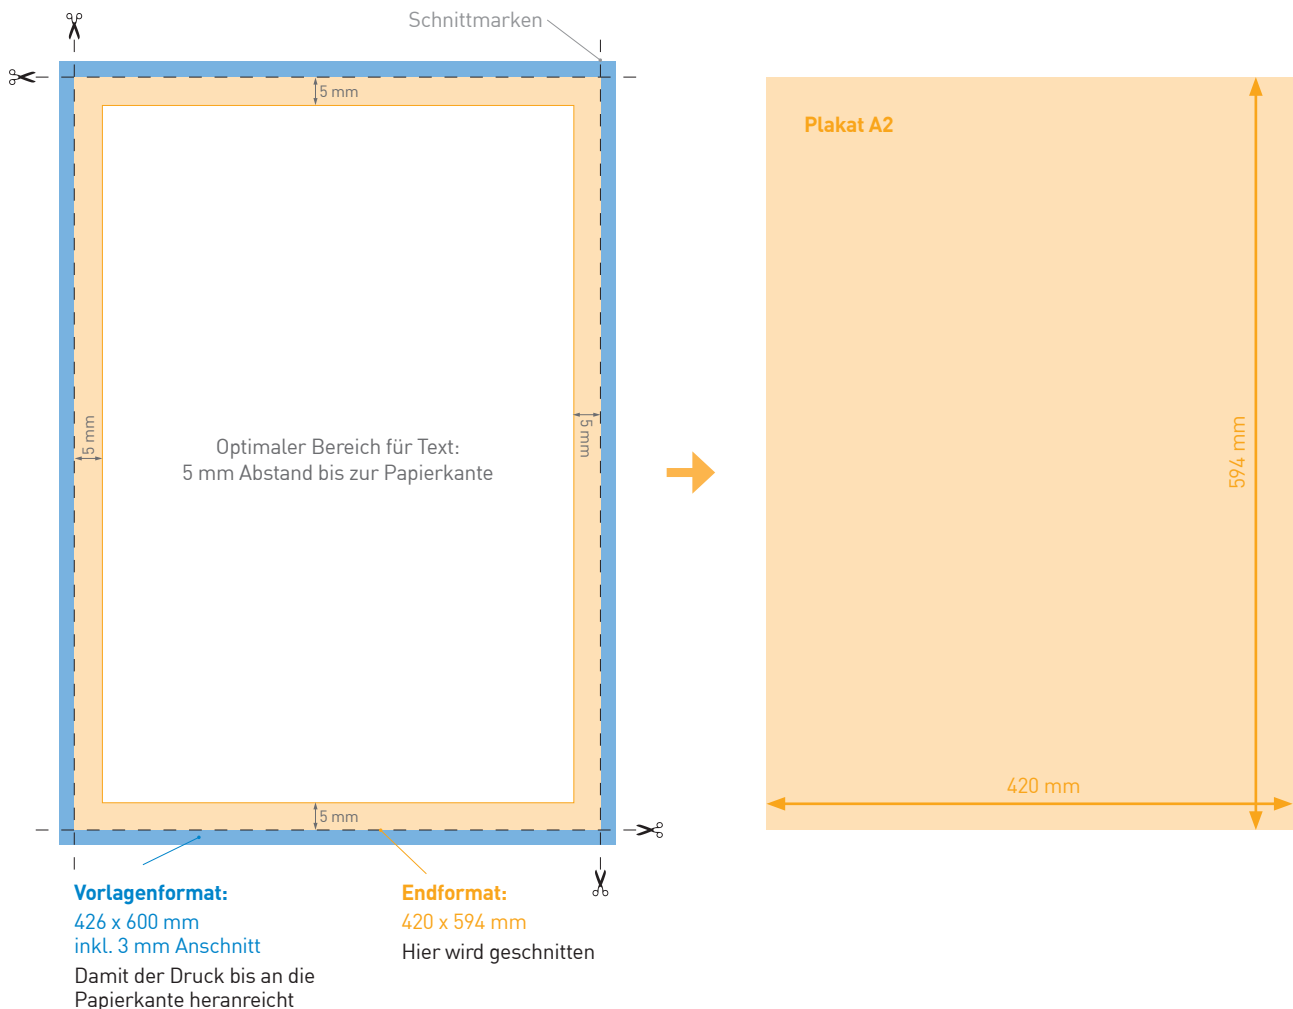 Schnittmarken
5 mm
Plakat A2
5 mm
5 mm
Optimaler Bereich für Text:
5 mm Abstand bis zur Papierkante
594 mm
420 mm
5 mm
Vorlagenformat:
426 x 600 mm
inkl. 3 mm Anschnitt
Damit der Druck bis an die
Papierkante heranreicht
Endformat:
420 x 594 mm
Hier wird geschnitten